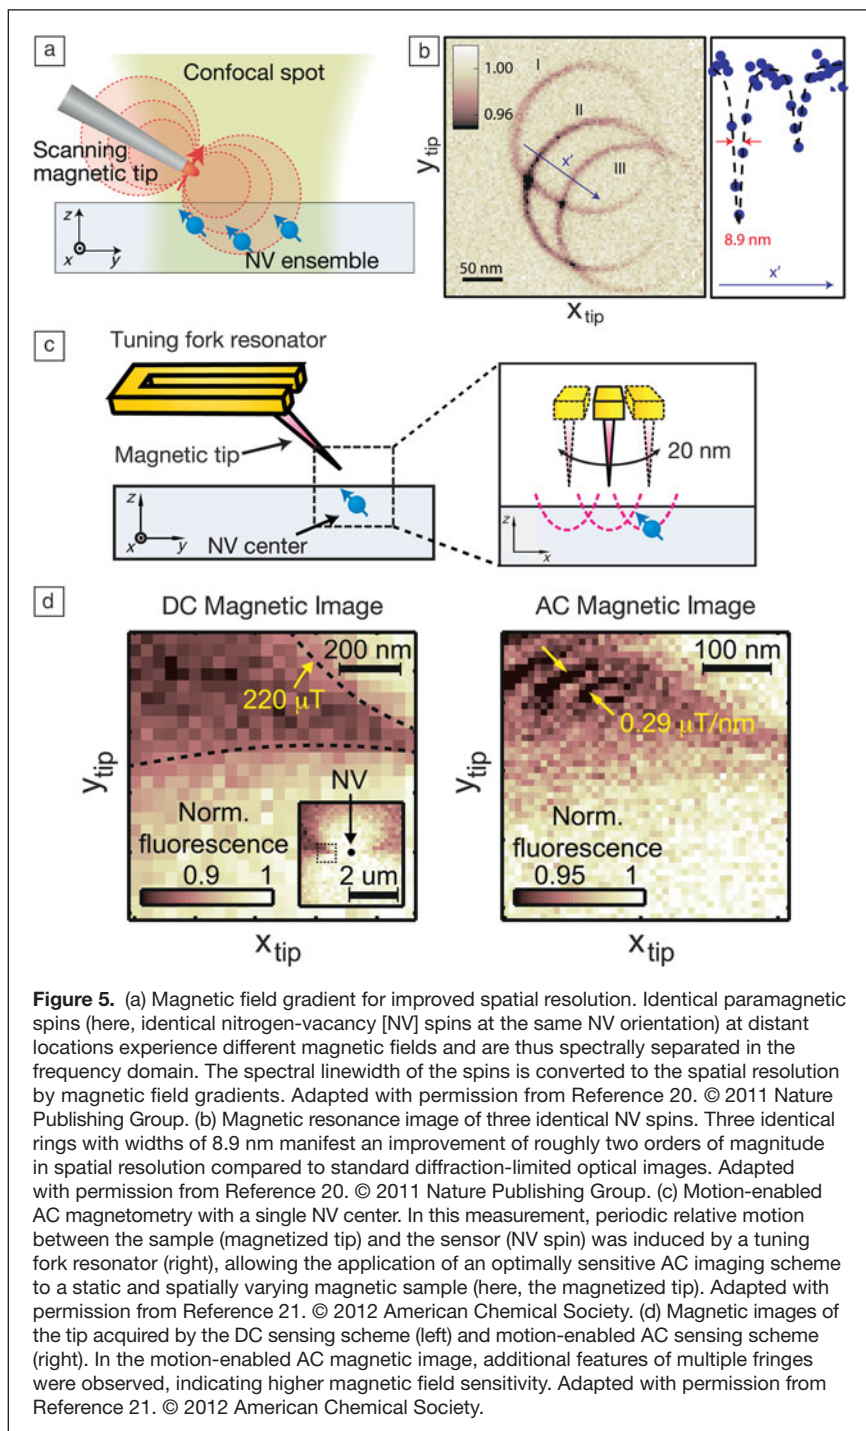 a
Confocal spot
Scanning
magnetic tip
NV ensemble
z
x
y
b
1.00
0.96
I
II
III
x'
50 nm
y tip
x tip
8.9 nm
x'
c
Tuning fork resonator
Magnetic tip
NV center
z
x
y
20 nm
z
x
d
DC Magnetic Image
200 nm
220 μT
NV
Norm.
fluorescence
0.9 1
2 um
y tip
x tip
AC Magnetic Image
100 nm
0.29 μT/nm
Norm.
fluorescence
0.95 1
y tip
x tip
Figure 5. (a) Magnetic field gradient for improved spatial resolution. Identical paramagnetic
spins (here, identical nitrogen-vacancy [NV] spins at the same NV orientation) at distant
locations experience different magnetic fields and are thus spectrally separated in the
frequency domain. The spectral linewidth of the spins is converted to the spatial resolution
by magnetic field gradients. Adapted with permission from Reference 20. © 2011 Nature
Publishing Group. (b) Magnetic resonance image of three identical NV spins. Three identical
rings with widths of 8.9 nm manifest an improvement of roughly two orders of magnitude
in spatial resolution compared to standard diffraction-limited optical images. Adapted
with permission from Reference 20. © 2011 Nature Publishing Group. (c) Motion-enabled
AC magnetometry with a single NV center. In this measurement, periodic relative motion
between the sample (magnetized tip) and the sensor (NV spin) was induced by a tuning
fork resonator (right), allowing the application of an optimally sensitive AC imaging scheme
to a static and spatially varying magnetic sample (here, the magnetized tip). Adapted with
permission from Reference 21. © 2012 American Chemical Society. (d) Magnetic images of
the tip acquired by the DC sensing scheme (left) and motion-enabled AC sensing scheme
(right). In the motion-enabled AC magnetic image, additional features of multiple fringes
were observed, indicating higher magnetic field sensitivity. Adapted with permission from
Reference 21. © 2012 American Chemical Society.